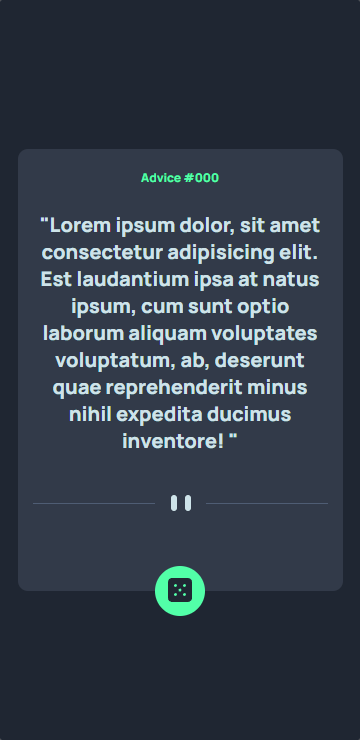 Advice #000
"Lorem ipsum dolor, sit amet
consectetur adipisicing elit.
Est laudantium ipsa at natus
ipsum, cum sunt optio
laborum aliquam voluptates
voluptatum, ab, deserunt
quae reprehenderit minus
nihil expedita ducimus
inventore! "